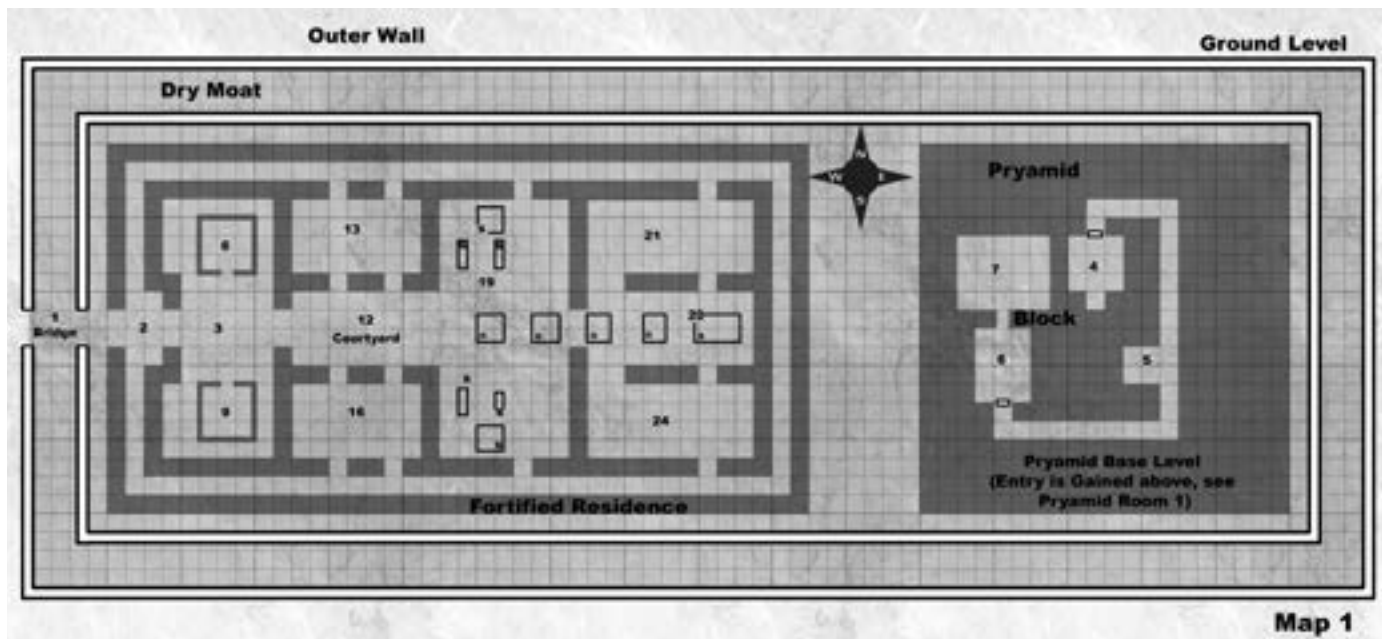 Outer Wall
Ground Level
Dry Moat
N
W
E
S
Pryamid
8
13
21
19
7
4
1
Bridge
2
3
12
Courtyard
22
Block
6
5
9
16
24
Pryamid Base Level
(Entry is Gained above, see
Pryamid Room 1)
Fortified Residence
Map 1